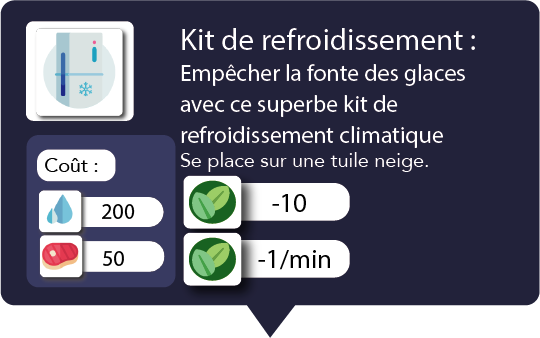 Kit de refroidissement :
Empêcher la fonte des glaces
avec ce superbe kit de
refroidissement climatique
Se place sur une tuile neige.
Coût :
200
50
-10
-1/min